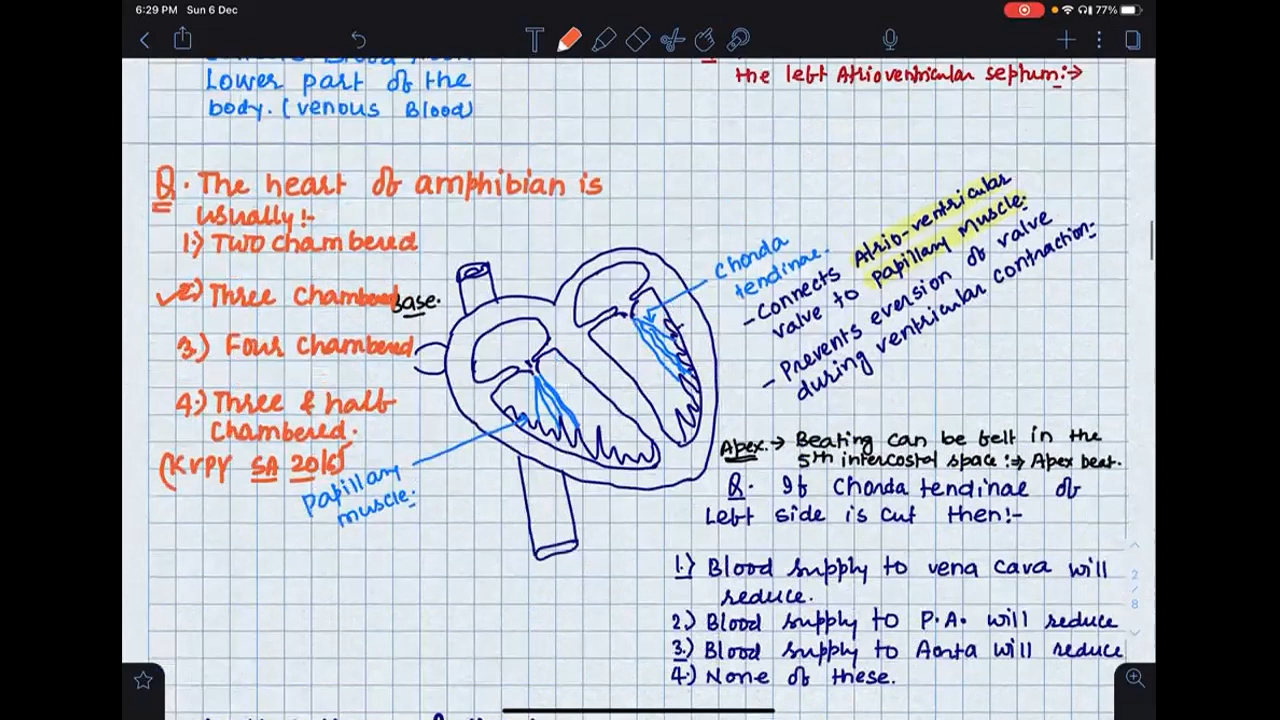 6:29 PM Sun 6 Dec
77%
Lower part of the
body. (venous Blood)
the left Atrioventricular septum:→
Q. The heart of amphibian is
usually:-
1.) Two chambered
2) Three Chambered
3.) Four Chambered
4.) Three & half
Chambered.
(KVPY SA 2016)
Base.
Papillary
muscle.
Chorda
tendinae.
- Connects Atrio-ventricular
valve to Papillary Muscle.
- Prevents eversion of valve
during ventricular contraction:-
Apex → Beating can be felt in the
5th intercostal space :→ Apex beat.
Q. If Chorda tendinae of
Left side is cut then:-
1.) Blood supply to vena cava will
reduce.
2.) Blood supply to P.A. will reduce
3.) Blood supply to Aorta will reduce
4.) None of these.
2
/
8